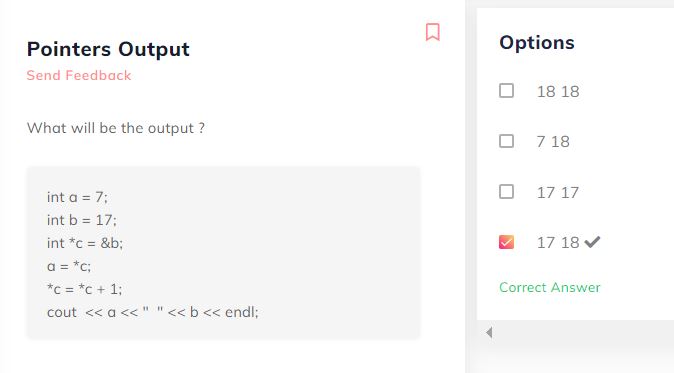 Pointers Output
Send Feedback
What will be the output ?
int a = 7;
int b = 17;
int *c = &b;
a = *c;
*c = *c + 1;
cout  << a << "  " << b << endl;
Options
18 18
7 18
17 17
17 18
Correct Answer